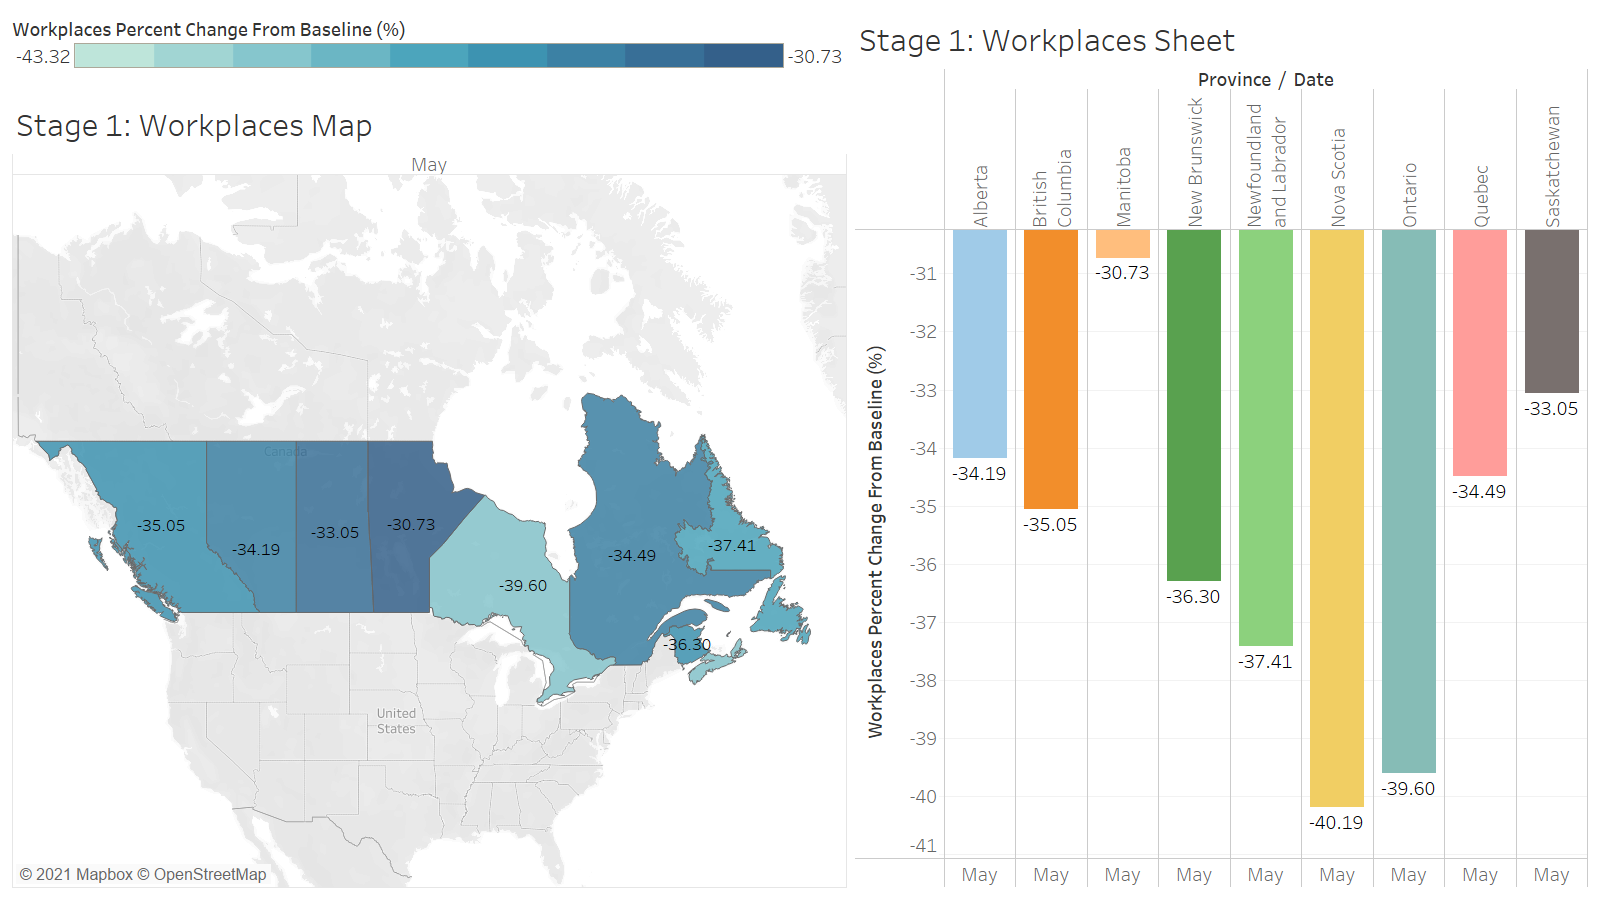 Workplaces Percent Change From Baseline (%)
-43.32
-30.73
Stage 1: Workplaces Map
May
Canada
-35.05
-34.19
-33.05
-30.73
-39.60
-34.49
-37.41
-36.30
United
States
© 2021 Mapbox © OpenStreetMap
Stage 1: Workplaces Sheet
Province / Date
Alberta
British
Columbia
Manitoba
New Brunswick
Newfoundland
and Labrador
Nova Scotia
Ontario
Quebec
Saskatchewan
Workplaces Percent Change From Baseline (%)
-31
-32
-33
-34
-35
-36
-37
-38
-39
-40
-41
-34.19
-35.05
-30.73
-36.30
-37.41
-40.19
-39.60
-34.49
-33.05
May
May
May
May
May
May
May
May
May